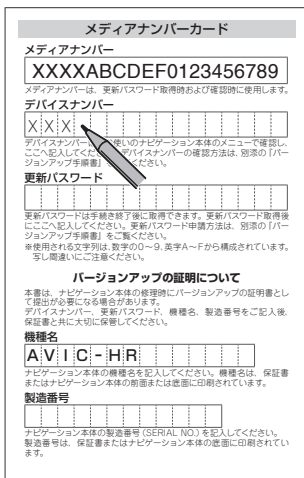 メディアナンバーカード
メディアナンバー
XXXXABCDEF0123456789
メディアナンバーは、更新パスワード取得時および確認時に使用します。
デバイスナンバー
XXX
デバイスナンバーは
使いのナビゲーション本体のメニューで確認し、
ここへ記入してくだ
デバイスナンバーの確認方法は、別添の「バー
ジョンアップ手順書」
ください。
更新パスワード
更新パスワードは手続き終了後に取得できます。更新パスワード取得後
にここへ記入してください。更新パスワード申請方法は、別添の「バー
ジョンアップ手順書」をご覧ください。
※使用される文字列は、数字の0~9、英字A~Fから構成されています。
写し間違いにご注意ください。
バージョンアップの証明について
本書は、ナビゲーション本体の修理時にバージョンアップの証明書とし
て提出が必要になる場合があります。
デバイスナンバー、更新パスワード、機種名、製造番号をご記入後、
保証書と共に大切に保管してください。
機種名
AVIC-HR
ナビゲーション本体の機種名を記入してください。機種名は、保証書
またはナビゲーション本体の前面または底面に印刷されています。
製造番号
ナビゲーション本体の製造番号(SERIAL NO.)を記入してください。
製造番号は、保証書またはナビゲーション本体の底面に印刷されてい
ます。